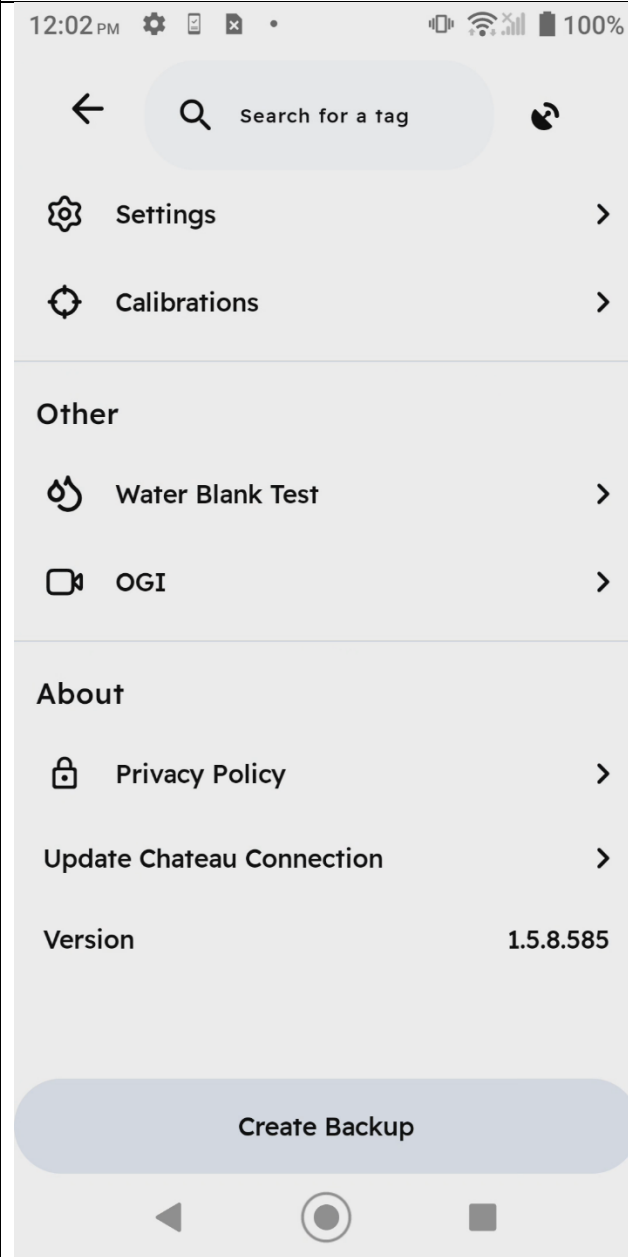 12:02 PM 100%
Search for a tag
Settings
Calibrations
Other
Water Blank Test
OGI
About
Privacy Policy
Update Chateau Connection
Version 1.5.8.585
Create Backup